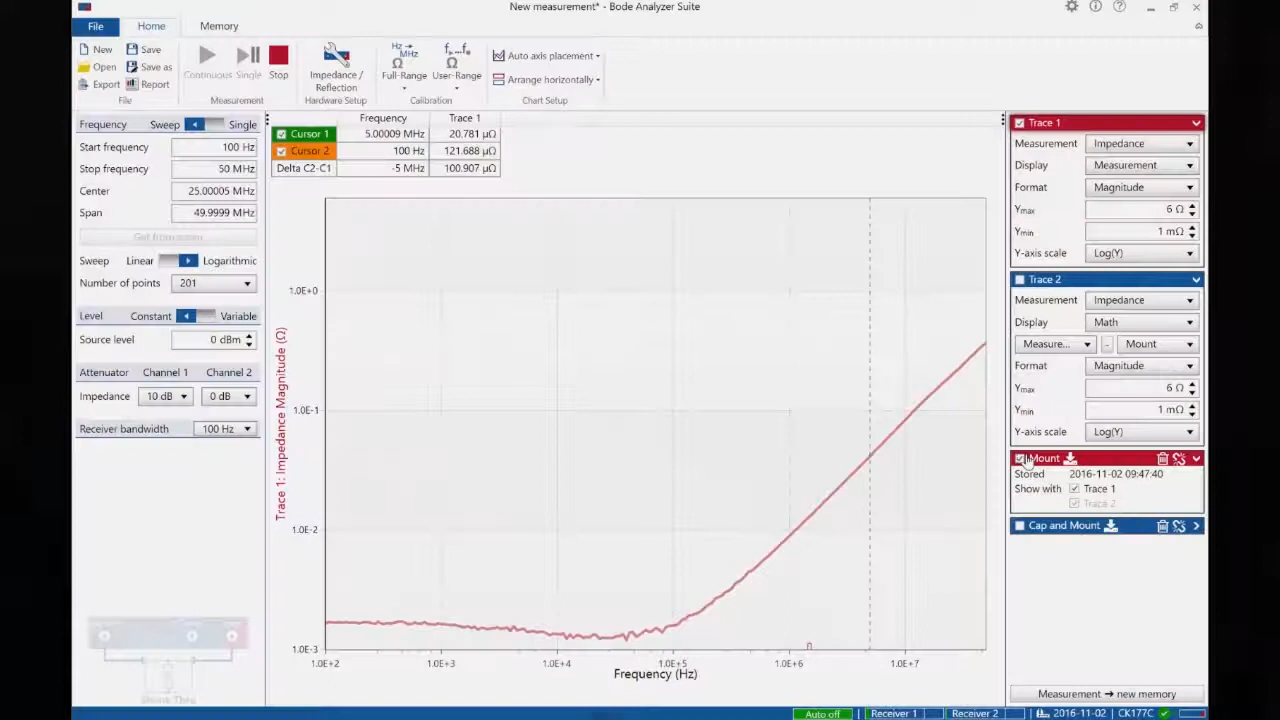 New measurement* - Bode Analyzer Suite
File Home Memory
New Save
Open Save as
Export Report
File
Continuous Single Stop
Measurement
Impedance /
Reflection
Hardware Setup
Hz→
MHz
Full-Range User-Range
Calibration
Auto axis placement
Arrange horizontally
Chart Setup
Frequency Sweep Single
Start frequency 100 Hz
Stop frequency 50 MHz
Center 25.00005 MHz
Span 49.9999 MHz
Sweep Linear Logarithmic
Number of points 201
Level Constant Variable
Source level 0 dBm
Attenuator Channel 1 Channel 2
Impedance 10 dB 0 dB
Receiver bandwidth 100 Hz
Shunt Thru
Frequency Trace 1
Cursor 1 5.00009 MHz 20.781 µΩ
Cursor 2 100 Hz 121.688 µΩ
Delta C2-C1 -5 MHz 100.907 µΩ
Trace 1: Impedance Magnitude (Ω)
1.0E+0
1.0E-1
1.0E-2
1.0E-3
1.0E+2 1.0E+3 1.0E+4 1.0E+5 1.0E+6 1.0E+7
Frequency (Hz)
Trace 1
Measurement Impedance
Display Measurement
Format Magnitude
Ymax 6 Ω
Ymin 1 mΩ
Y-axis scale Log(Y)
Trace 2
Measurement Impedance
Display Math
Measure... - Mount
Format Magnitude
Ymax 6 Ω
Ymin 1 mΩ
Y-axis scale Log(Y)
Mount
Stored 2016-11-02 09:47:40
Show with Trace 1
Trace 2
Cap and Mount
Measurement → new memory
Auto off Receiver 1 Receiver 2 2016-11-02 CK177C